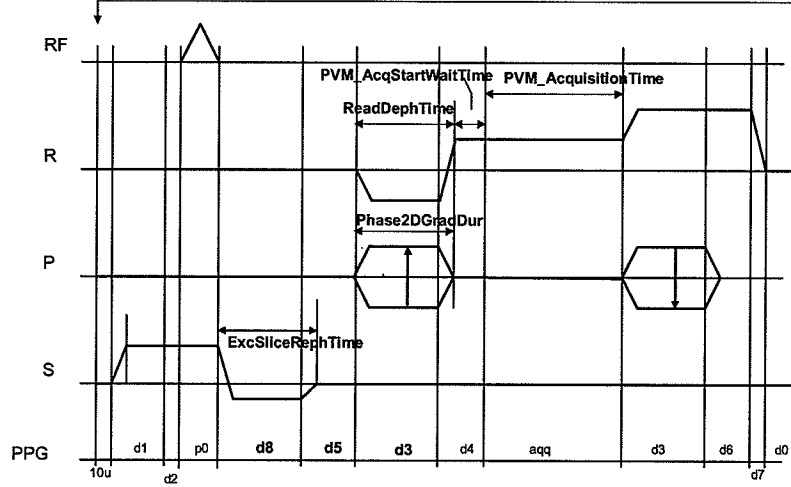 RF
PVM_AcqStartWaitTime PVM_AcquisitionTime
ReadDephTime
R
Phase2DGradDur
P
ExcSliceRephTime
S
PPG d1 p0 d8 d5 d3 d4 aqq d3 d6 d0
10u d2 d7